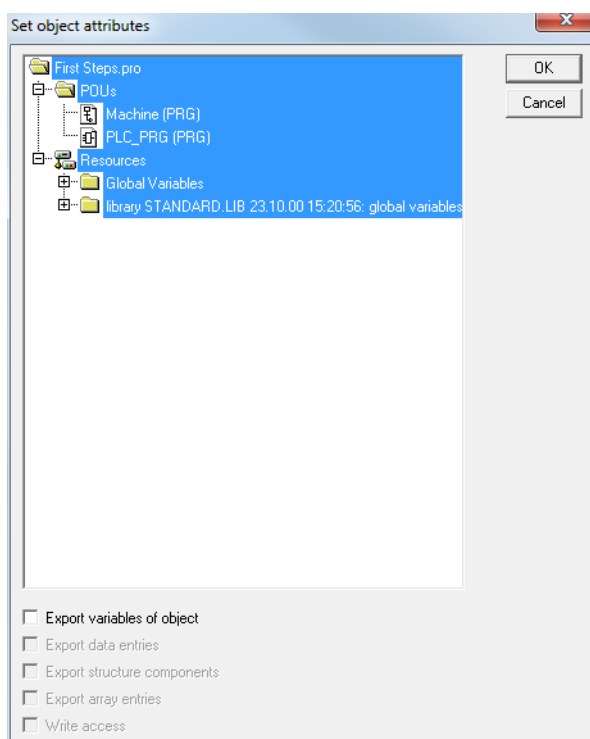 Set object attributes
First Steps.pro
POUs
Machine (PRG)
PLC_PRG (PRG)
Resources
Global Variables
library STANDARD.LIB 23.10.00 15:20:56: global variables
OK
Cancel
Export variables of object
Export data entries
Export structure components
Export array entries
Write access